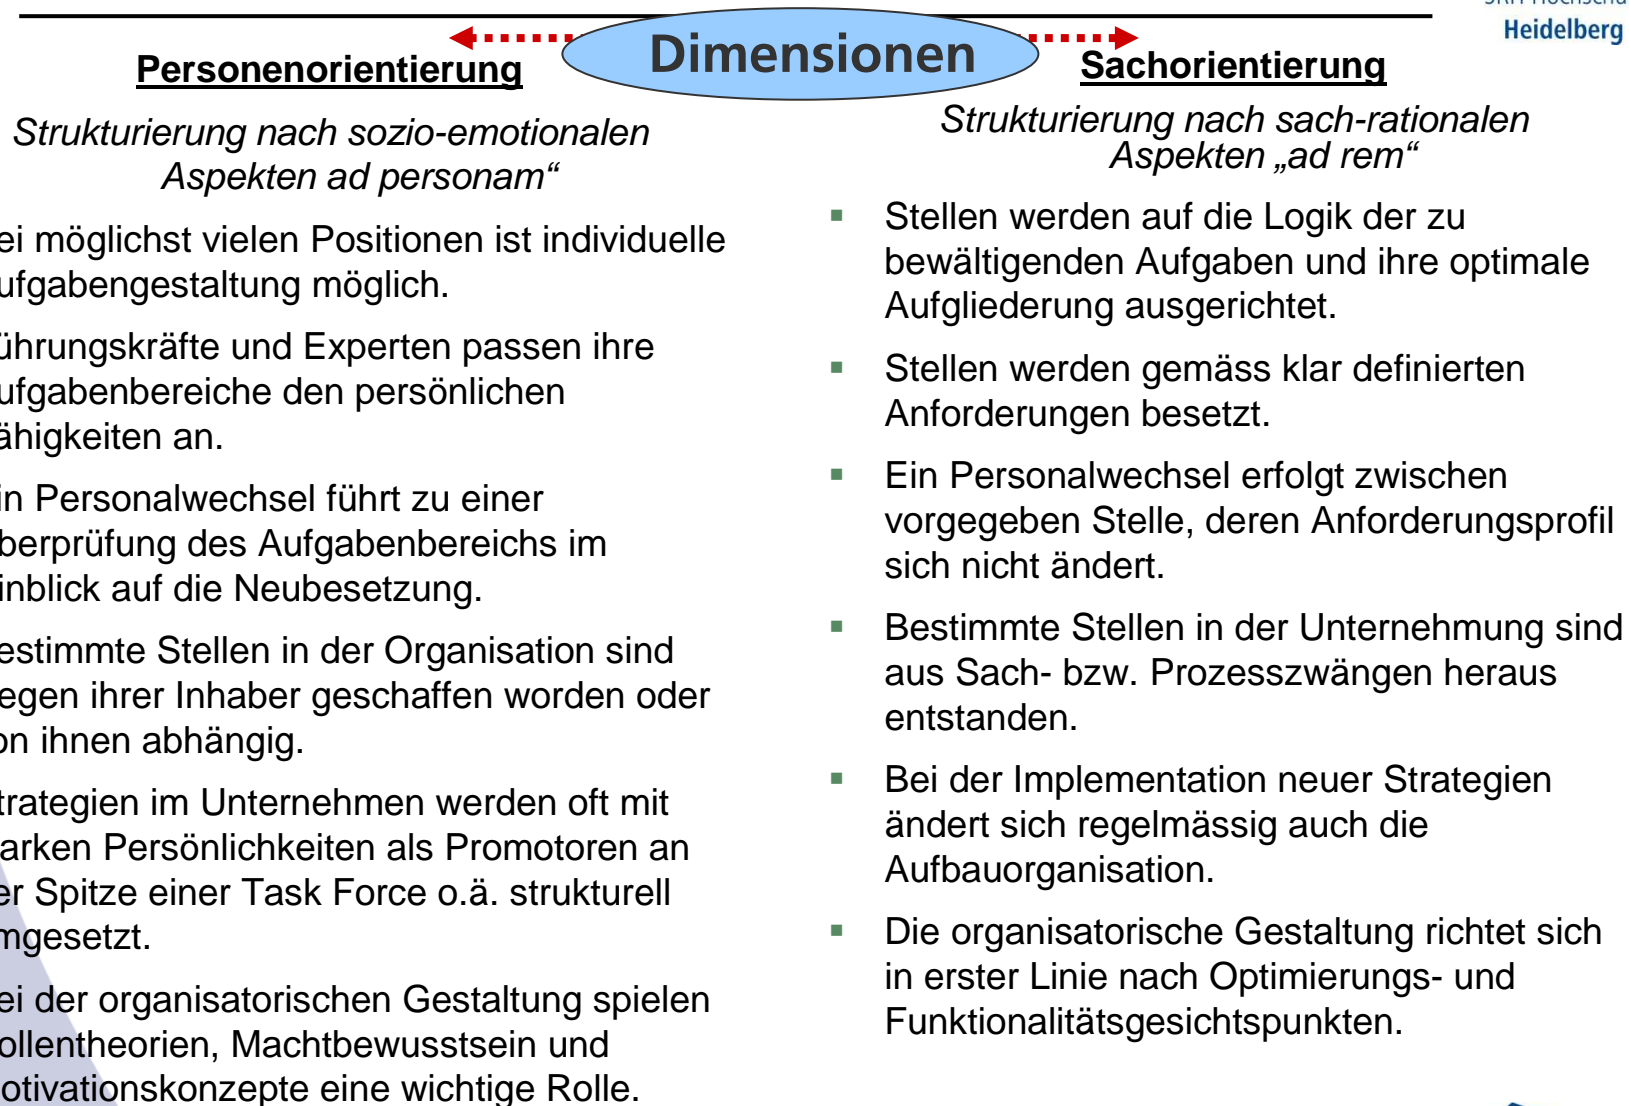 Dimensionen
Heidelberg
Personenorientierung
Strukturierung nach sozio-emotionalen
Aspekten ad personam“
ei möglichst vielen Positionen ist individuelle
ufgabengestaltung möglich.
ührungskräfte und Experten passen ihre
ufgabenbereiche den persönlichen
ähigkeiten an.
in Personalwechsel führt zu einer
berprüfung des Aufgabenbereichs im
inblick auf die Neubesetzung.
estimmte Stellen in der Organisation sind
egen ihrer Inhaber geschaffen worden oder
on ihnen abhängig.
trategien im Unternehmen werden oft mit
arken Persönlichkeiten als Promotoren an
er Spitze einer Task Force o.ä. strukturell
mgesetzt.
ei der organisatorischen Gestaltung spielen
ollentheorien, Machtbewusstsein und
otivationskonzepte eine wichtige Rolle.
Sachorientierung
Strukturierung nach sach-rationalen
Aspekten „ad rem“
Stellen werden auf die Logik der zu
bewältigenden Aufgaben und ihre optimale
Aufgliederung ausgerichtet.
Stellen werden gemäss klar definierten
Anforderungen besetzt.
Ein Personalwechsel erfolgt zwischen
vorgegeben Stelle, deren Anforderungsprofil
sich nicht ändert.
Bestimmte Stellen in der Unternehmung sind
aus Sach- bzw. Prozesszwängen heraus
entstanden.
Bei der Implementation neuer Strategien
ändert sich regelmässig auch die
Aufbauorganisation.
Die organisatorische Gestaltung richtet sich
in erster Linie nach Optimierungs- und
Funktionalitätsgesichtspunkten.